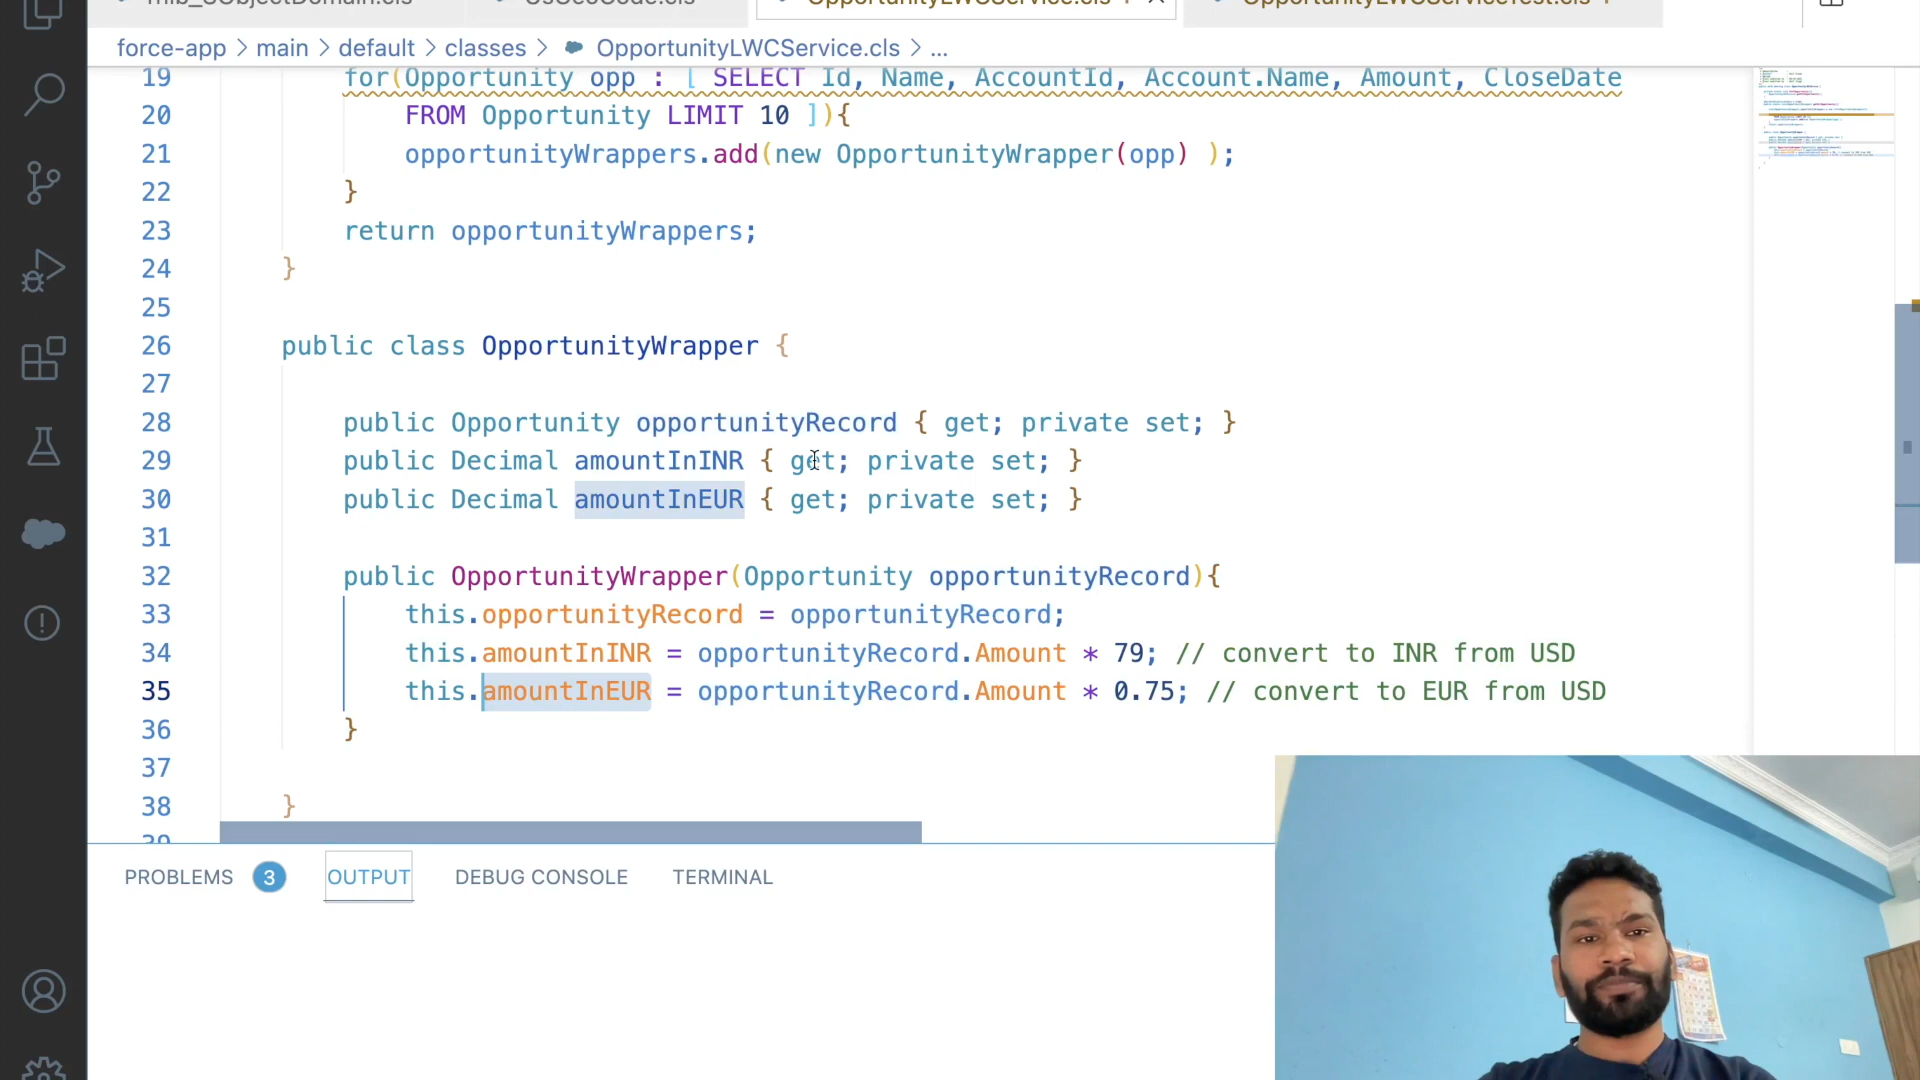 OpportunityLWCService.cls
OpportunityLWCServiceTest.cls
force-app > main > default > classes > OpportunityLWCService.cls > ...
19 for(Opportunity opp : [ SELECT Id, Name, AccountId, Account.Name, Amount, CloseDate
20 FROM Opportunity LIMIT 10 ]){
21 opportunityWrappers.add(new OpportunityWrapper(opp) );
22 }
23 return opportunityWrappers;
24 }
25
26 public class OpportunityWrapper {
27
28 public Opportunity opportunityRecord { get; private set; }
29 public Decimal amountInINR { get; private set; }
30 public Decimal amountInEUR { get; private set; }
31
32 public OpportunityWrapper(Opportunity opportunityRecord){
33 this.opportunityRecord = opportunityRecord;
34 this.amountInINR = opportunityRecord.Amount * 79; // convert to INR from USD
35 this.amountInEUR = opportunityRecord.Amount * 0.75; // convert to EUR from USD
36 }
37
38 }
39
PROBLEMS 3 OUTPUT DEBUG CONSOLE TERMINAL